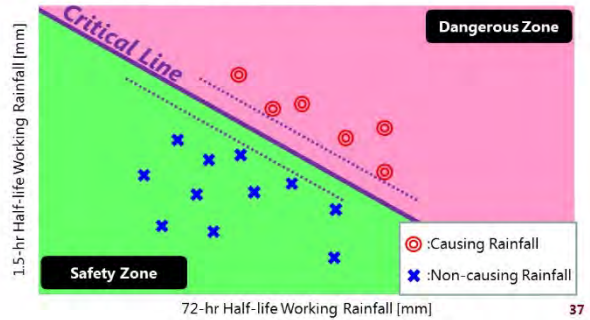 Critical Line
Dangerous Zone
1.5-hr Half-life Working Rainfall [mm]
:Causing Rainfall
:Non-causing Rainfall
Safety Zone
72-hr Half-life Working Rainfall [mm]
37